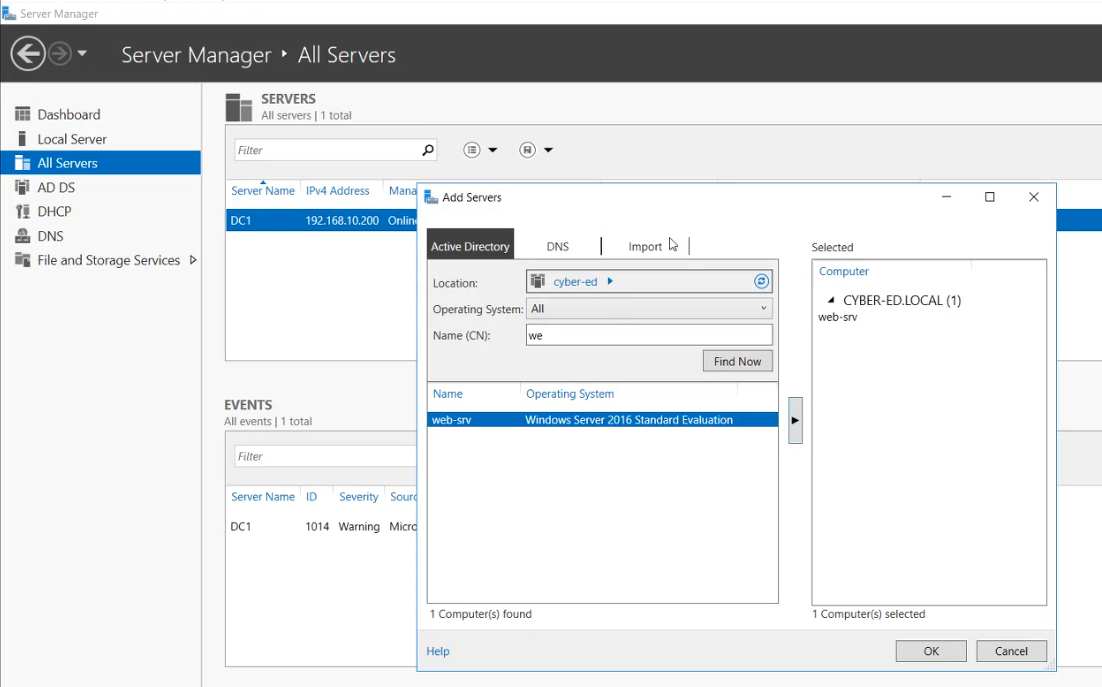 Server Manager
Server Manager ‣ All Servers
Dashboard
Local Server
All Servers
AD DS
DHCP
DNS
File and Storage Services
SERVERS
All servers | 1 total
Filter
Server Name IPv4 Address Mana
DC1 192.168.10.200 Onlin
EVENTS
All events | 1 total
Filter
Server Name ID Severity Sourc
DC1 1014 Warning Micro
Add Servers
Active Directory DNS Import
Location: cyber-ed
Operating System: All
Name (CN): we
Find Now
Name Operating System
web-srv Windows Server 2016 Standard Evaluation
1 Computer(s) found
Selected
Computer
CYBER-ED.LOCAL (1)
web-srv
1 Computer(s) selected
Help
OK Cancel